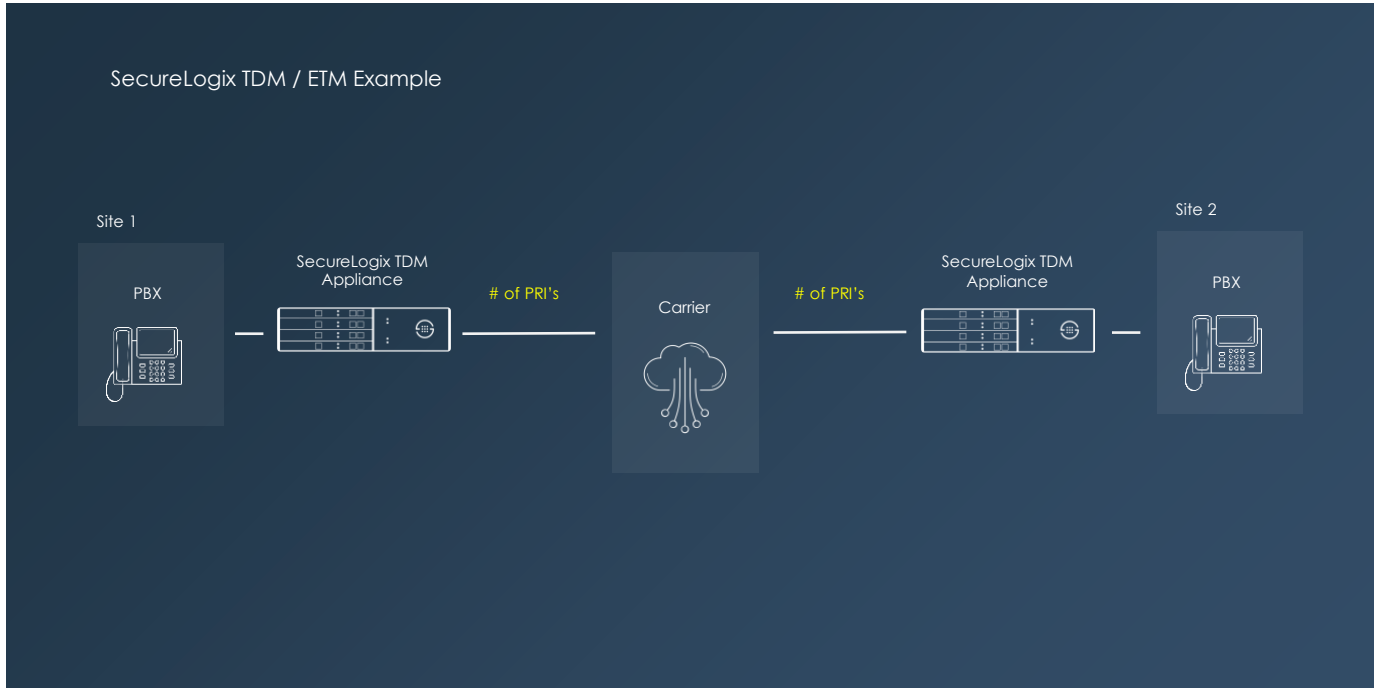 SecureLogix TDM / ETM Example
Site 1
PBX
SecureLogix TDM
Appliance
# of PRI's
Carrier
# of PRI's
SecureLogix TDM
Appliance
Site 2
PBX